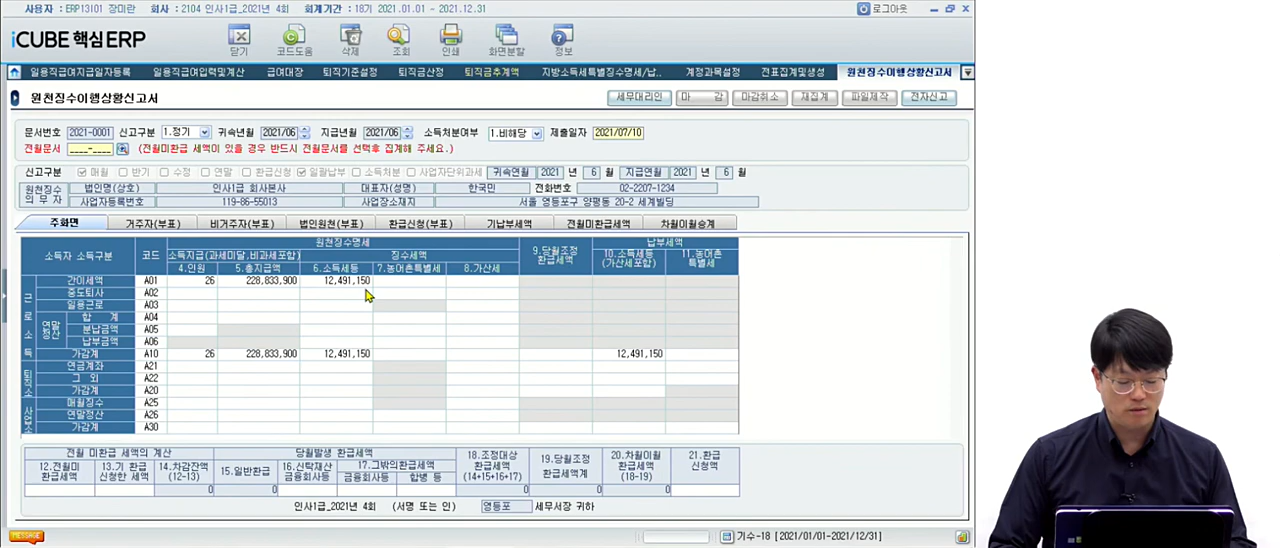 사용자 : ERP13I01 장미란 회사 : 2104 인사1급_2021년 4회 회계기간 : 18기 2021.01.01 - 2021.12.31 로그아웃
iCUBE 핵심ERP 닫기 코드도움 삭제 조회 인쇄 화면분할 정보
일용직급여지급일자등록 일용직급여입력및계산 급여대장 퇴직기준설정 퇴직금산정 퇴직금추계액 지방소득세특별징수명세/납.. 계정과목설정 전표집계및생성 원천징수이행상황신고서
원천징수이행상황신고서 세무대리인 마 감 마감취소 재집계 파일제작 전자신고
문서번호 2021-0001 신고구분 1.정기 귀속년월 2021/06 지급년월 2021/06 소득처분여부 1.비해당 제출일자 2021/07/10
전월문서 ____-____ (전월미환급 세액이 있을 경우 반드시 전월문서를 선택후 집계해 주세요.)
신고구분 매월 반기 수정 연말 환급신청 일괄납부 소득처분 사업자단위과세 귀속연월 2021 년 6 월 지급연월 2021 년 6 월
원천징수 의 무 자 법인명(상호) 인사1급 회사본사 대표자(성명) 한국민 전화번호 02-2207-1234
사업자등록번호 119-86-55013 사업장소재지 서울 영등포구 양평동 20-2 세계빌딩
주화면 거주자(부표) 비거주자(부표) 법인원천(부표) 환급신청(부표) 기납부세액 전월미환급세액 차월이월승계
소득자 소득구분 코드 원천징수명세 9.당월조정 환급세액 납부세액
소득지급(과세미달,비과세포함) 징수세액 10.소득세등 (가산세포함) 11.농어촌 특별세
4.인원 5.총지급액 6.소득세등 7.농어촌특별세 8.가산세
근로소득
간이세액 A01 26 228,833,900 12,491,150
중도퇴사 A02
일용근로 A03
연말정산 합 계 A04
분납금액 A05
납부금액 A06
가감계 A10 26 228,833,900 12,491,150 12,491,150
퇴직소
연금계좌 A21
그 외 A22
가감계 A20
사업소
매월징수 A25
연말정산 A26
가감계 A30
전월 미환급 세액의 계산 당월발생 환급세액 18.조정대상 환급세액 (14+15+16+17) 19.당월조정 환급세액계 20.차월이월 환급세액 (18-19) 21.환급 신청액
12.전월미 환급세액 13.기 환급 신청한 세액 14.차감잔액 (12-13) 15.일반환급 16.신탁재산 금융회사등 17.그밖의환급세액 금융회사등 합병 등
0 0 0 0 0
인사1급_2021년 4회 (서명 또는 인) 영등포 세무서장 귀하
MESSAGE 기수-18 [2021/01/01~2021/12/31]